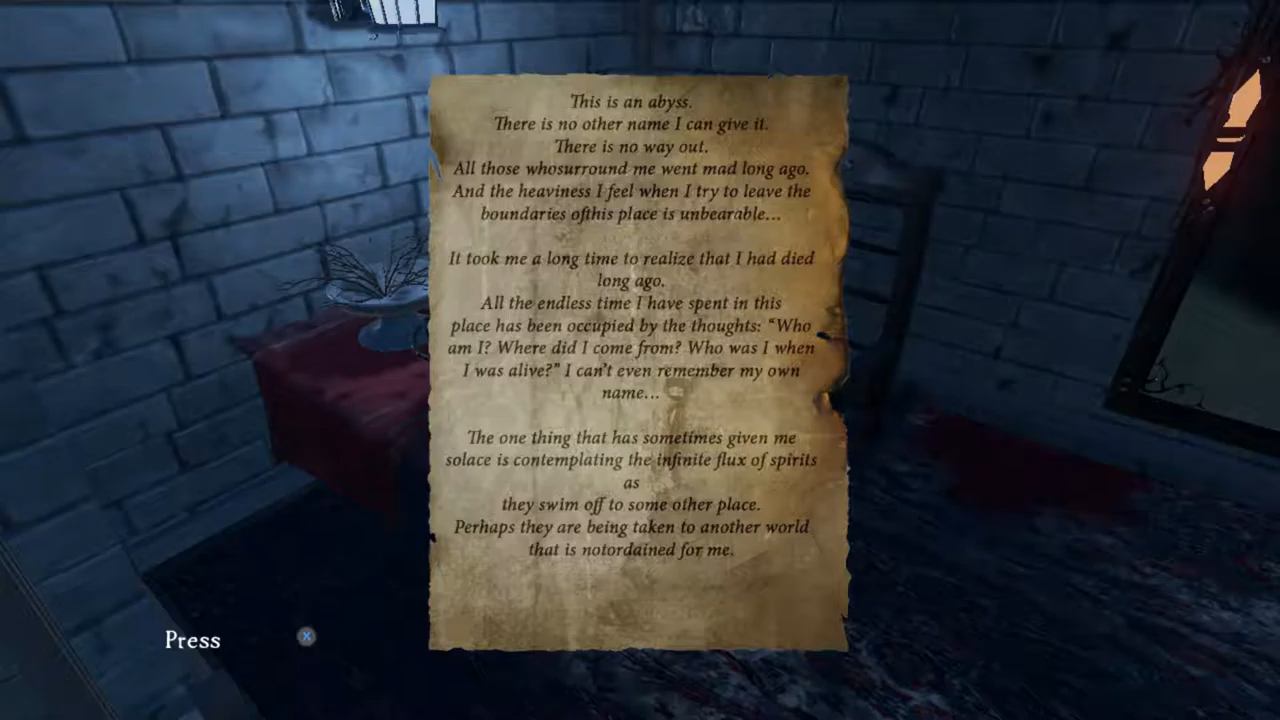 This is an abyss.
There is no other name I can give it.
There is no way out.
All those whosurround me went mad long ago.
And the heaviness I feel when I try to leave the
boundaries ofthis place is unbearable...
It took me a long time to realize that I had died
long ago.
All the endless time I have spent in this
place has been occupied by the thoughts: “Who
am I? Where did I come from? Who was I when
I was alive?” I can't even remember my own
name...
The one thing that has sometimes given me
solace is contemplating the infinite flux of spirits
as
they swim off to some other place.
Perhaps they are being taken to another world
that is notordained for me.
Press X